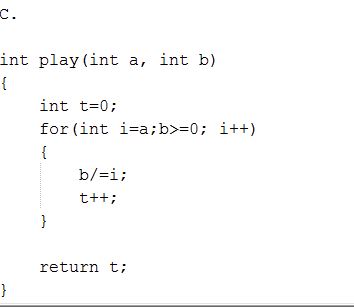 C.
int play(int a, int b)
{
int t=0;
for(int i=a;b>=0; i++)
{
b/=i;
t++;
}
return t;
}